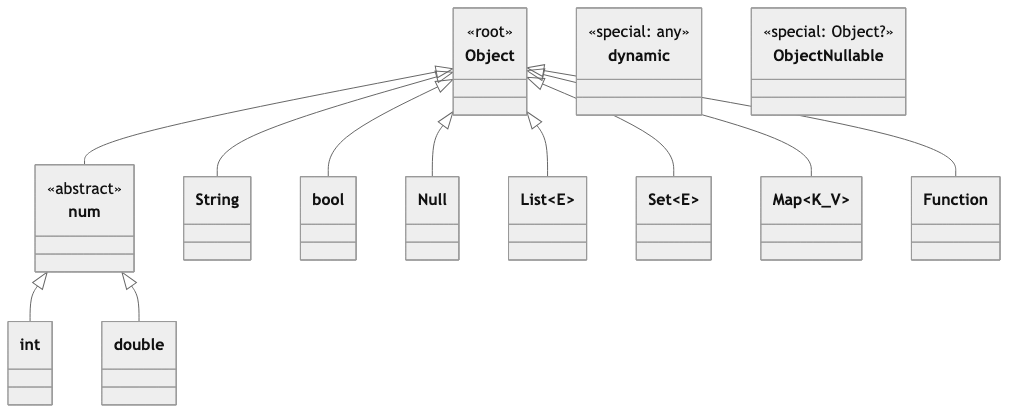 «root»
Object
«special: any»
dynamic
«special: Object?»
ObjectNullable
«abstract»
num
String
bool
Null
List<E>
Set<E>
Map<K_V>
Function
int
double